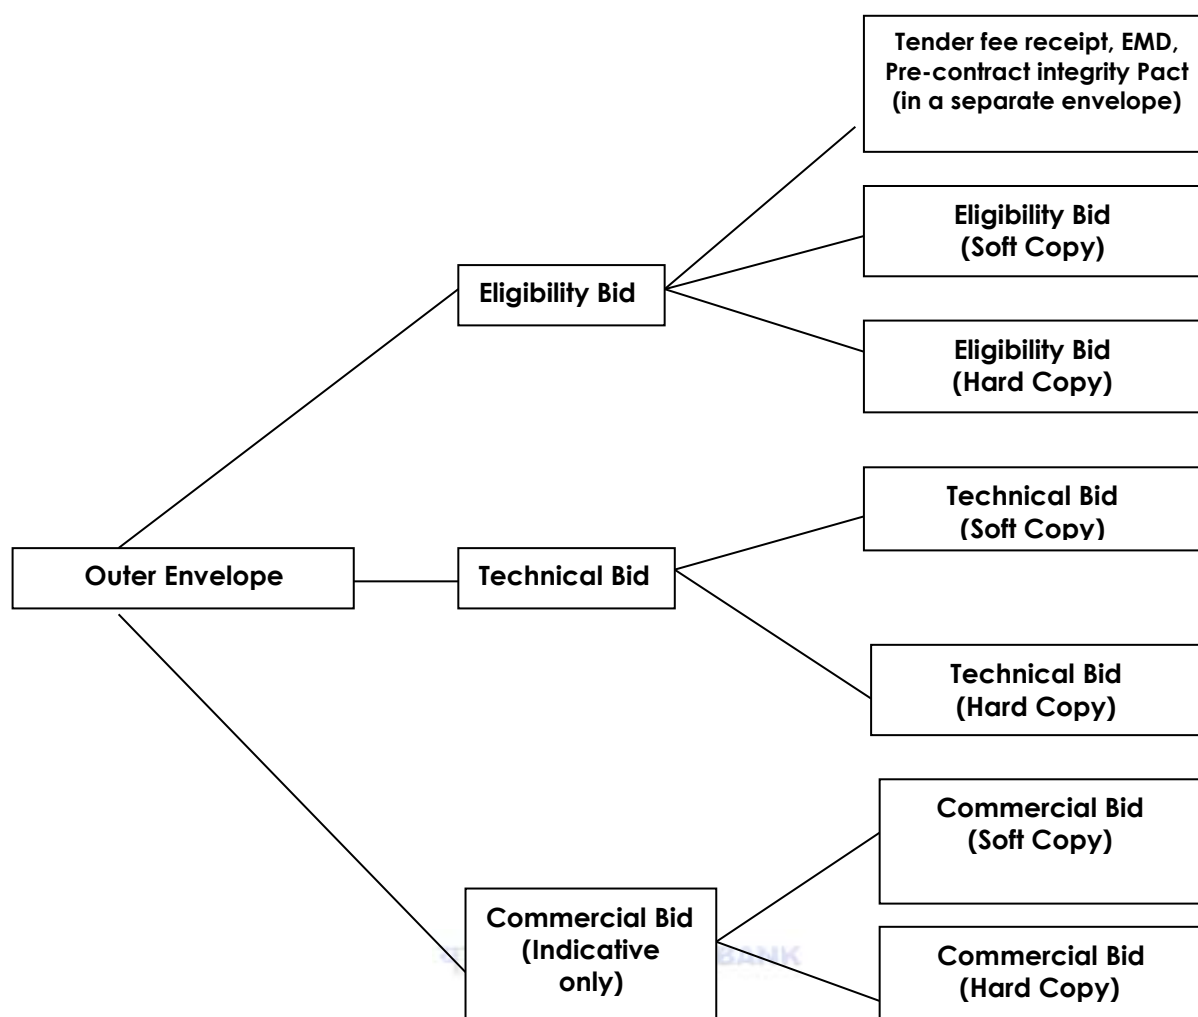 Tender fee receipt, EMD,
Pre-contract integrity Pact
(in a separate envelope)
Eligibility Bid
(Soft Copy)
Eligibility Bid
Eligibility Bid
(Hard Copy)
Technical Bid
(Soft Copy)
Outer Envelope
Technical Bid
Technical Bid
(Hard Copy)
Commercial Bid
(Soft Copy)
Commercial Bid
(Indicative
only)
BANK
Commercial Bid
(Hard Copy)